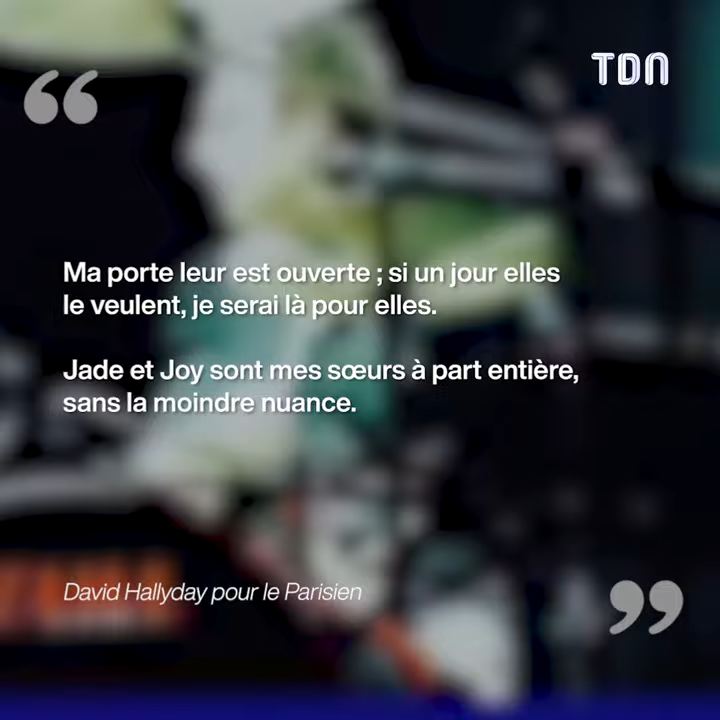 TDN
“
Ma porte leur est ouverte ; si un jour elles
le veulent, je serai là pour elles.
Jade et Joy sont mes sœurs à part entière,
sans la moindre nuance.
David Hallyday pour le Parisien
”